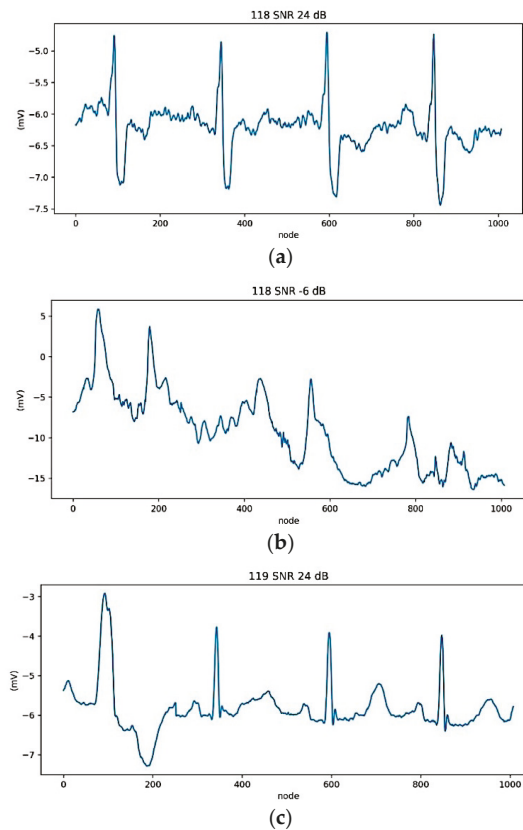 118 SNR 24 dB
-5.0
-5.5
-6.0
-6.5
-7.0
-7.5
(mV)
0 200 400 600 800 1000
node
(a)
118 SNR -6 dB
5
0
-5
-10
-15
(mV)
0 200 400 600 800 1000
node
(b)
119 SNR 24 dB
-3
-4
-5
-6
-7
(mV)
0 200 400 600 800 1000
node
(c)